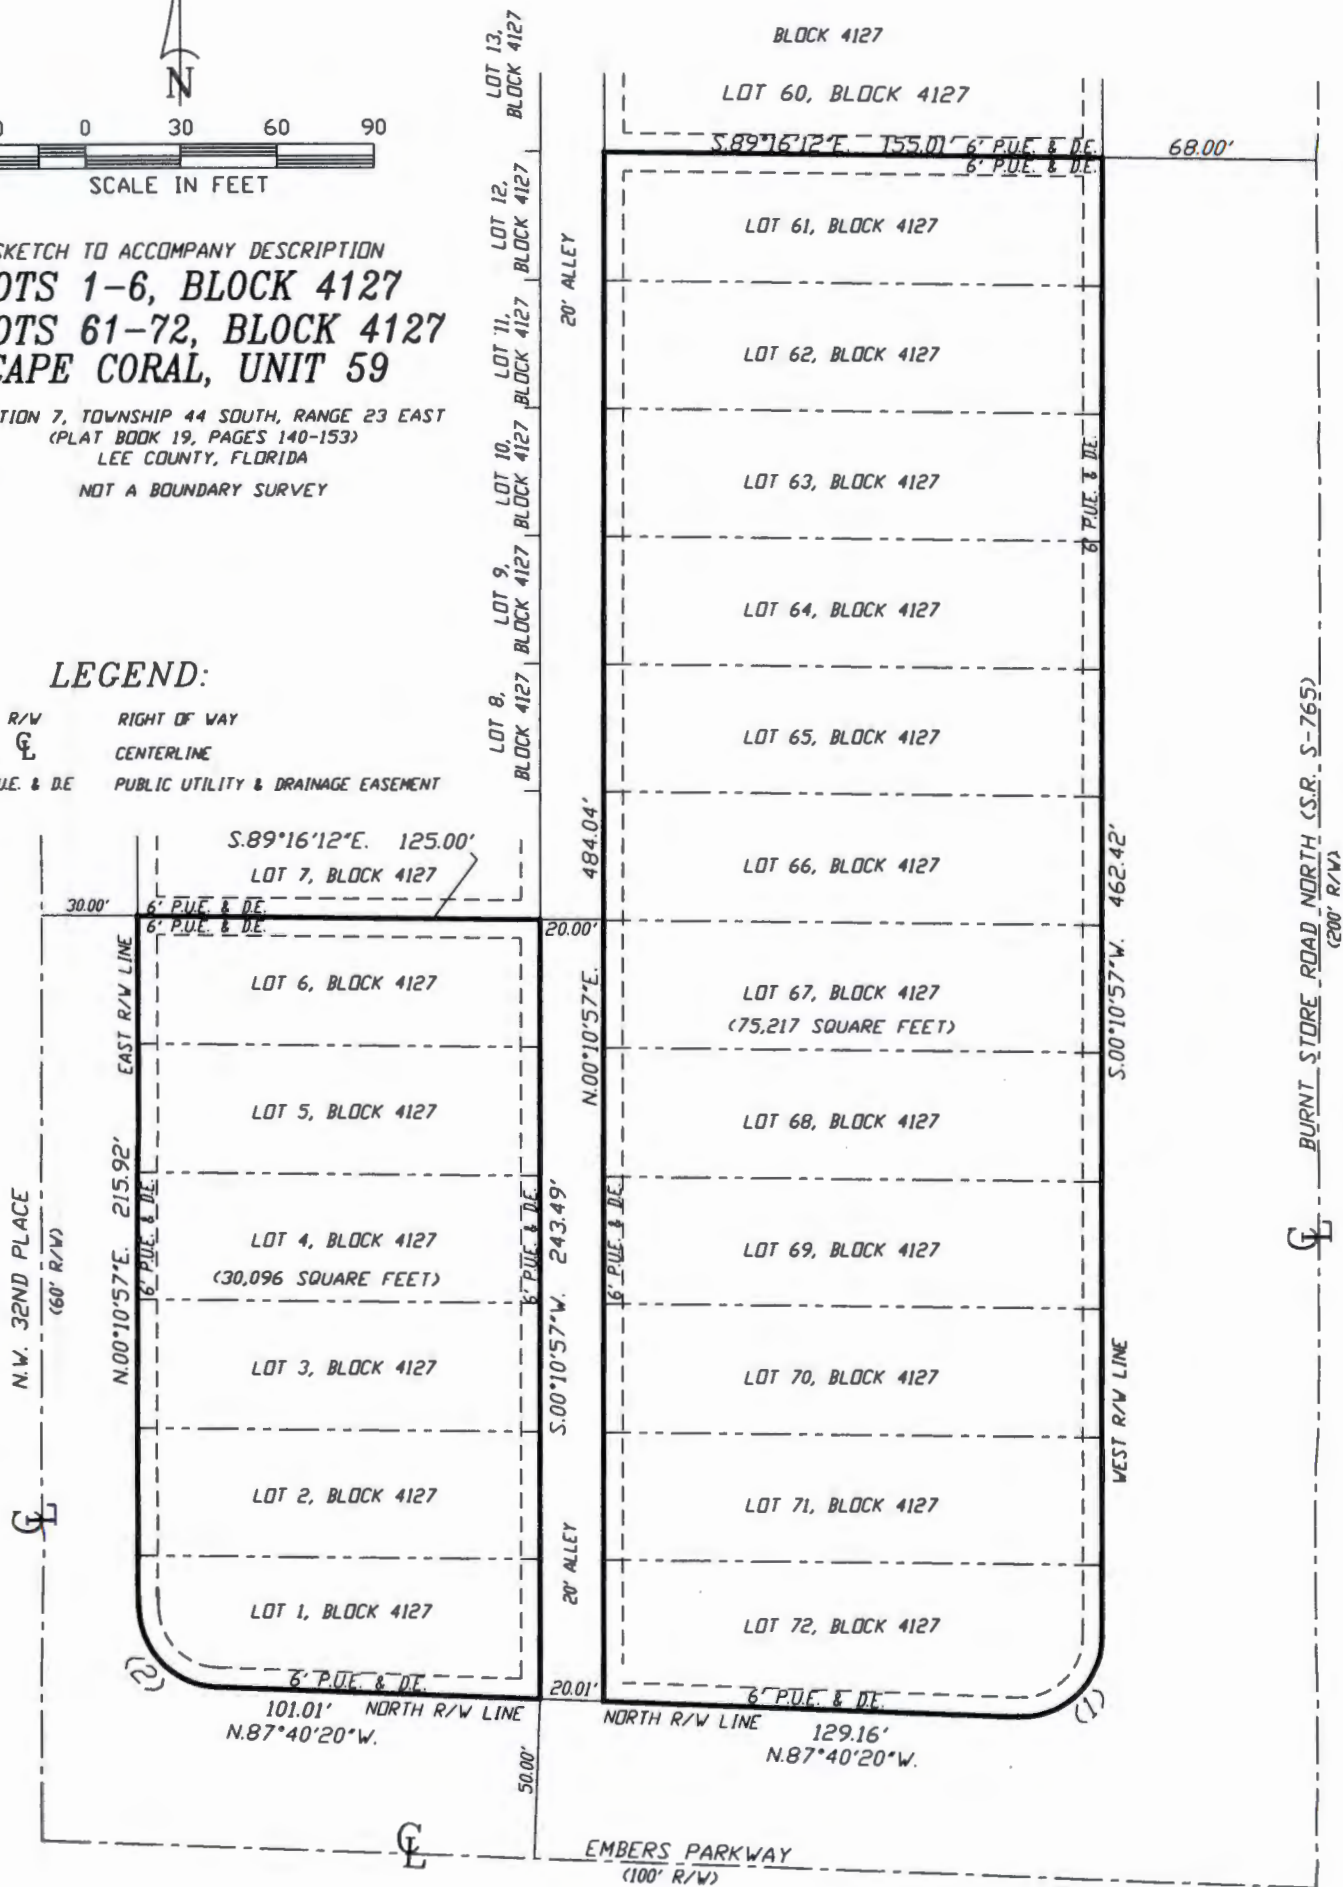 BLOCK 4127
LOT 60, BLOCK 4127
LOT 13,
BLOCK 4127
N
0 30 60 90
SCALE IN FEET
S.89°16'12"E. 155.01' 6' P.U.E. & D.E.
6' P.U.E. & D.E.
68.00'
SKETCH TO ACCOMPANY DESCRIPTION
OTS 1-6, BLOCK 4127
OTS 61-72, BLOCK 4127
CAPE CORAL, UNIT 59
TION 7, TOWNSHIP 44 SOUTH, RANGE 23 EAST
(PLAT BOOK 19, PAGES 140-153)
LEE COUNTY, FLORIDA
NOT A BOUNDARY SURVEY
LOT 12,
BLOCK 4127
LOT 11,
BLOCK 4127
LOT 10,
BLOCK 4127
LOT 9,
BLOCK 4127
LOT 8,
BLOCK 4127
20' ALLEY
LOT 61, BLOCK 4127
LOT 62, BLOCK 4127
LOT 63, BLOCK 4127
6' P.U.E. & D.E.
LOT 64, BLOCK 4127
LOT 65, BLOCK 4127
LOT 66, BLOCK 4127
LOT 67, BLOCK 4127
(75,217 SQUARE FEET)
LOT 68, BLOCK 4127
LOT 69, BLOCK 4127
LOT 70, BLOCK 4127
LOT 71, BLOCK 4127
LOT 72, BLOCK 4127
LEGEND:
R/W RIGHT OF WAY
CL CENTERLINE
U.E. & D.E PUBLIC UTILITY & DRAINAGE EASEMENT
S.89°16'12"E. 125.00'
LOT 7, BLOCK 4127
30.00'
6' P.U.E. & D.E.
6' P.U.E. & D.E.
20.00'
EAST R/W LINE
N.00°10'57"E. 215.92'
N.00°10'57"E. 484.04'
S.00°10'57"W. 462.42'
LOT 6, BLOCK 4127
LOT 5, BLOCK 4127
LOT 4, BLOCK 4127
(30,096 SQUARE FEET)
LOT 3, BLOCK 4127
LOT 2, BLOCK 4127
LOT 1, BLOCK 4127
6' P.U.E. & D.E.
6' P.U.E. & D.E.
6' P.U.E. & D.E.
S.00°10'57"W. 243.49'
20' ALLEY
N.W. 32ND PLACE
(60' R/W)
CL
BURNT STORE ROAD NORTH (S.R. S-765)
(200' R/W)
CL
WEST R/W LINE
(2)
(1)
6' P.U.E. & D.E.
101.01' NORTH R/W LINE
N.87°40'20"W.
20.01'
6' P.U.E. & D.E.
NORTH R/W LINE 129.16'
N.87°40'20"W.
50.00'
CL
EMBERS PARKWAY
(100' R/W)